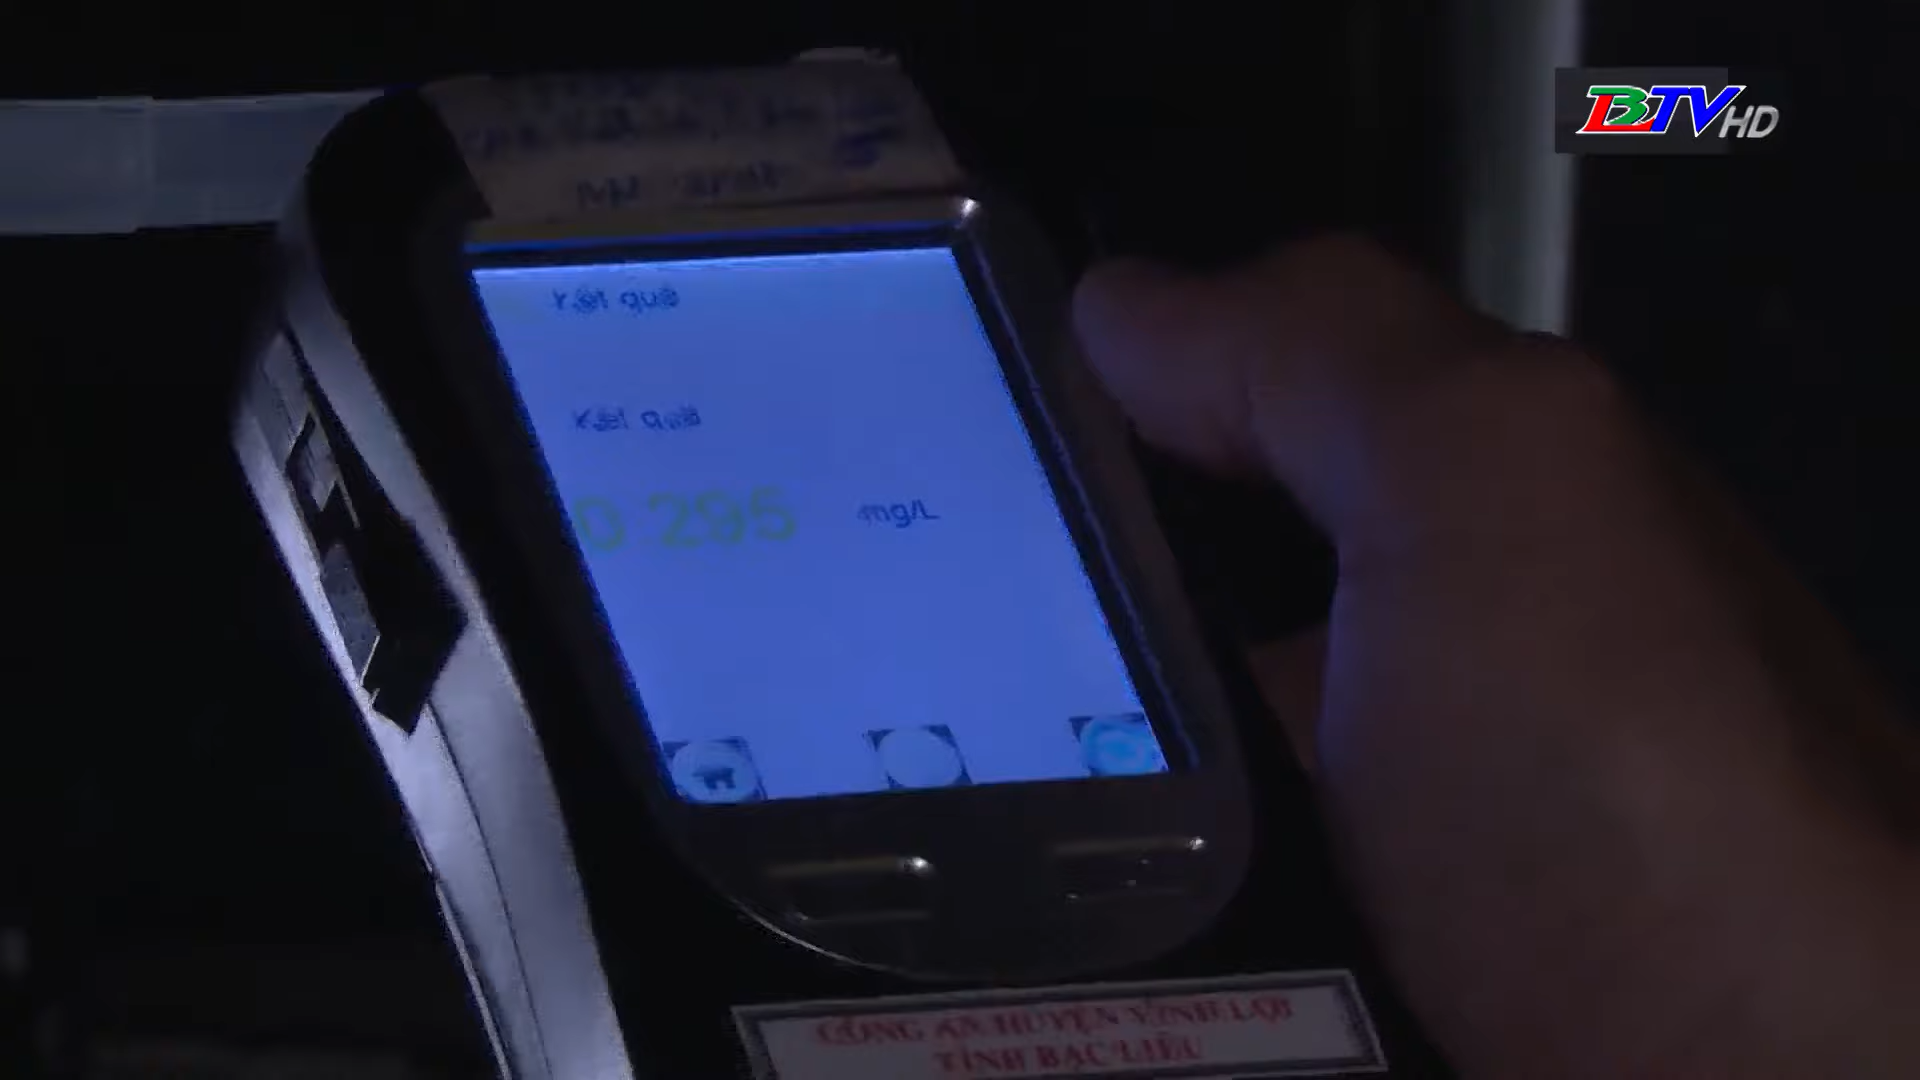 BTV HD
Kết quả
Kết quả
0.295 mg/L
CÔNG AN HUYỆN VĨNH LỢI
TỈNH BẠC LIÊU